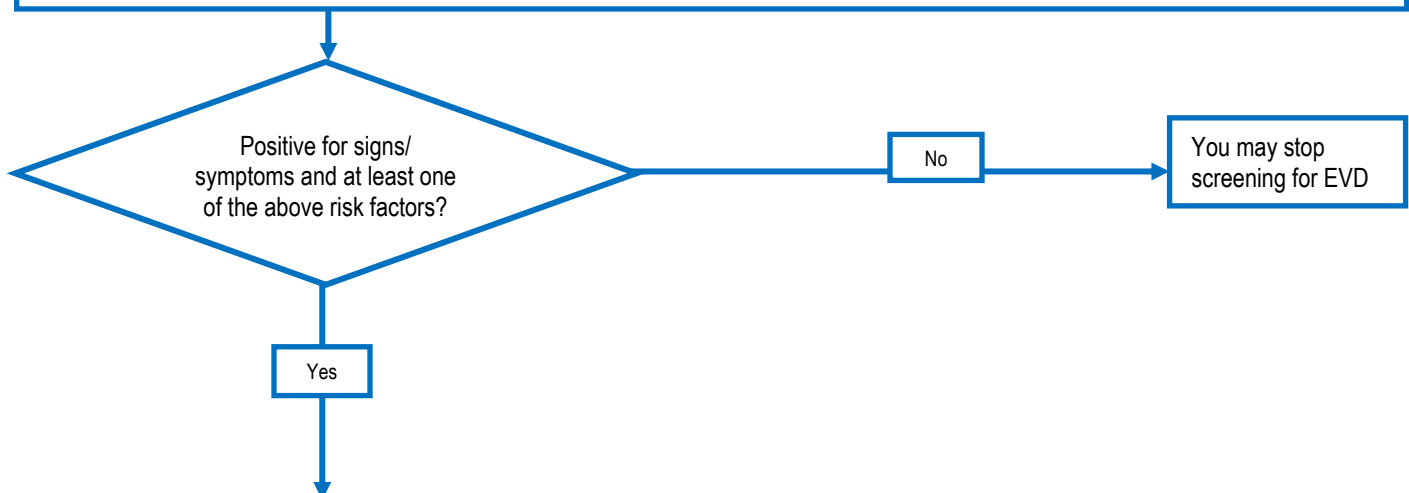 Positive for signs/
symptoms and at least one
of the above risk factors?
No
You may stop
screening for EVD
Yes